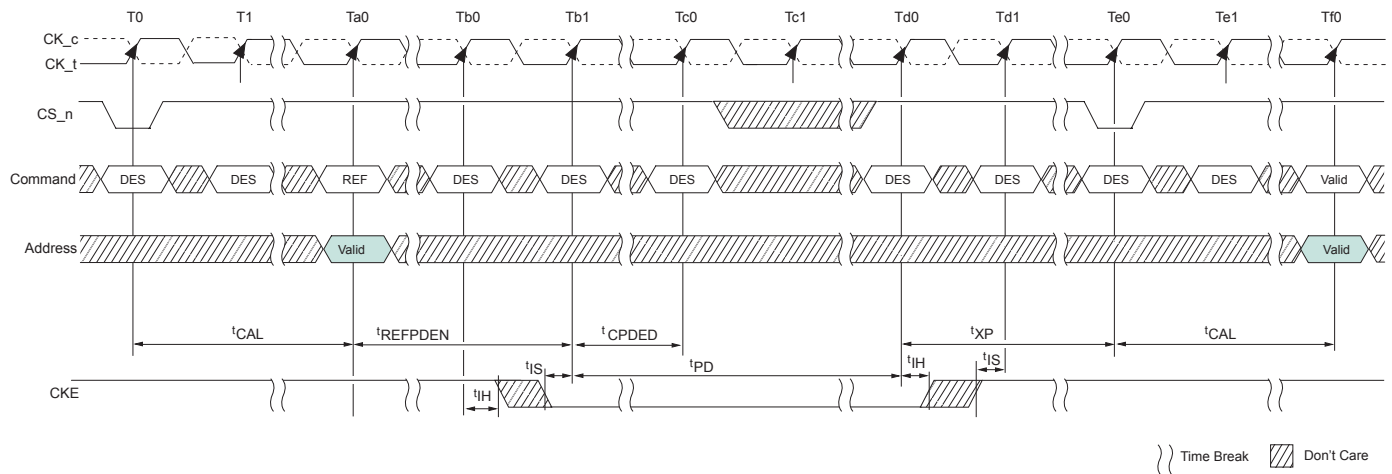 T0 T1 Ta0 Tb0 Tb1 Tc0 Tc1 Td0 Td1 Te0 Te1 Tf0
CK_c
CK_t
CS_n
Command DES DES REF DES DES DES DES DES DES DES Valid
Address Valid Valid
tCAL tREFPDEN tCPDED tXP tCAL
tIS tPD tIH tIS
CKE tIH
Time Break Don't Care